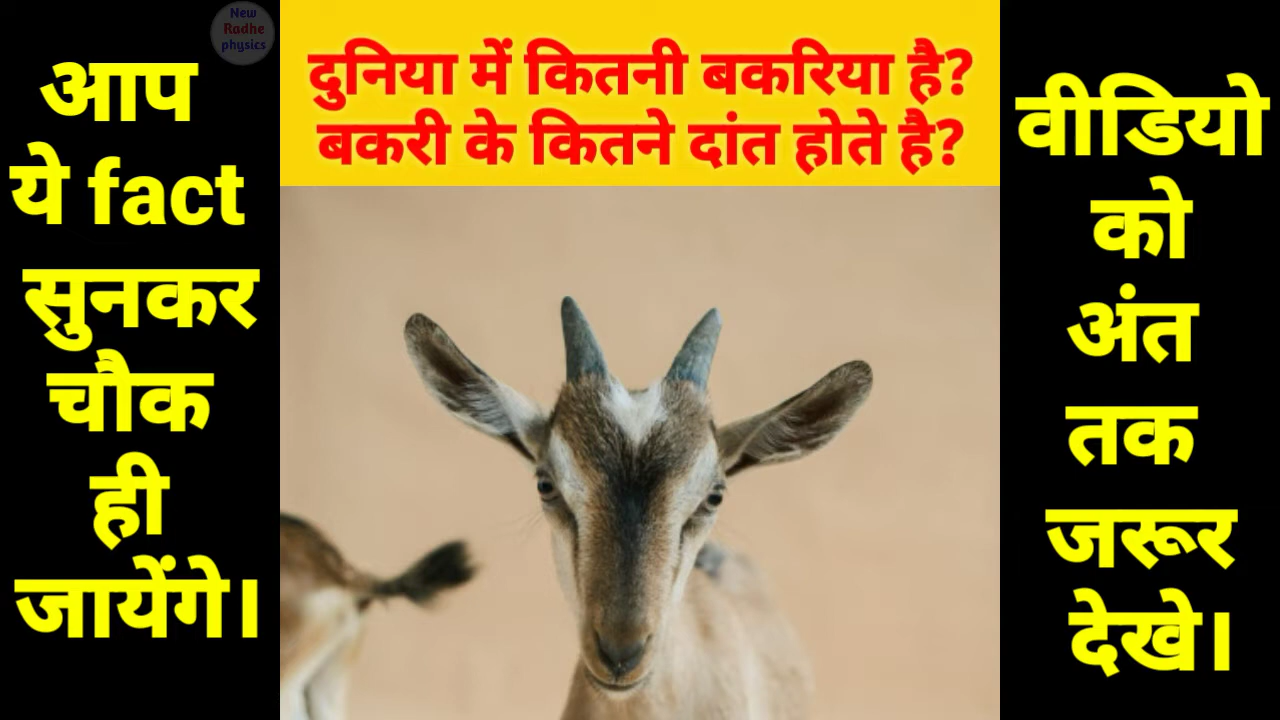 New
Radhe
physics
दुनिया में कितनी बकरिया है?
बकरी के कितने दांत होते है?
आप
ये fact
सुनकर
चौक
ही
जायेंगे।
वीडियो
को
अंत
तक
जरूर
देखे।